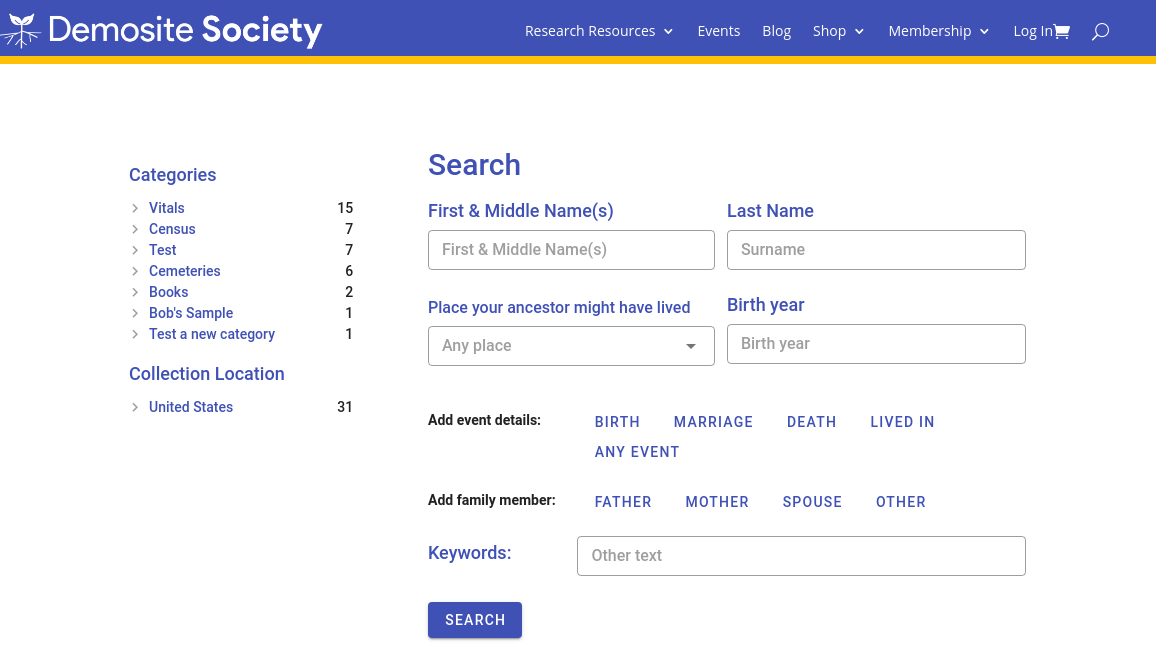 Demosite Society
Research Resources Events Blog Shop Membership Log In
Categories
Vitals 15
Census 7
Test 7
Cemeteries 6
Books 2
Bob's Sample 1
Test a new category 1
Collection Location
United States 31
Search
First & Middle Name(s) Last Name
First & Middle Name(s) Surname
Place your ancestor might have lived Birth year
Any place Birth year
Add event details: BIRTH MARRIAGE DEATH LIVED IN
ANY EVENT
Add family member: FATHER MOTHER SPOUSE OTHER
Keywords: Other text
SEARCH